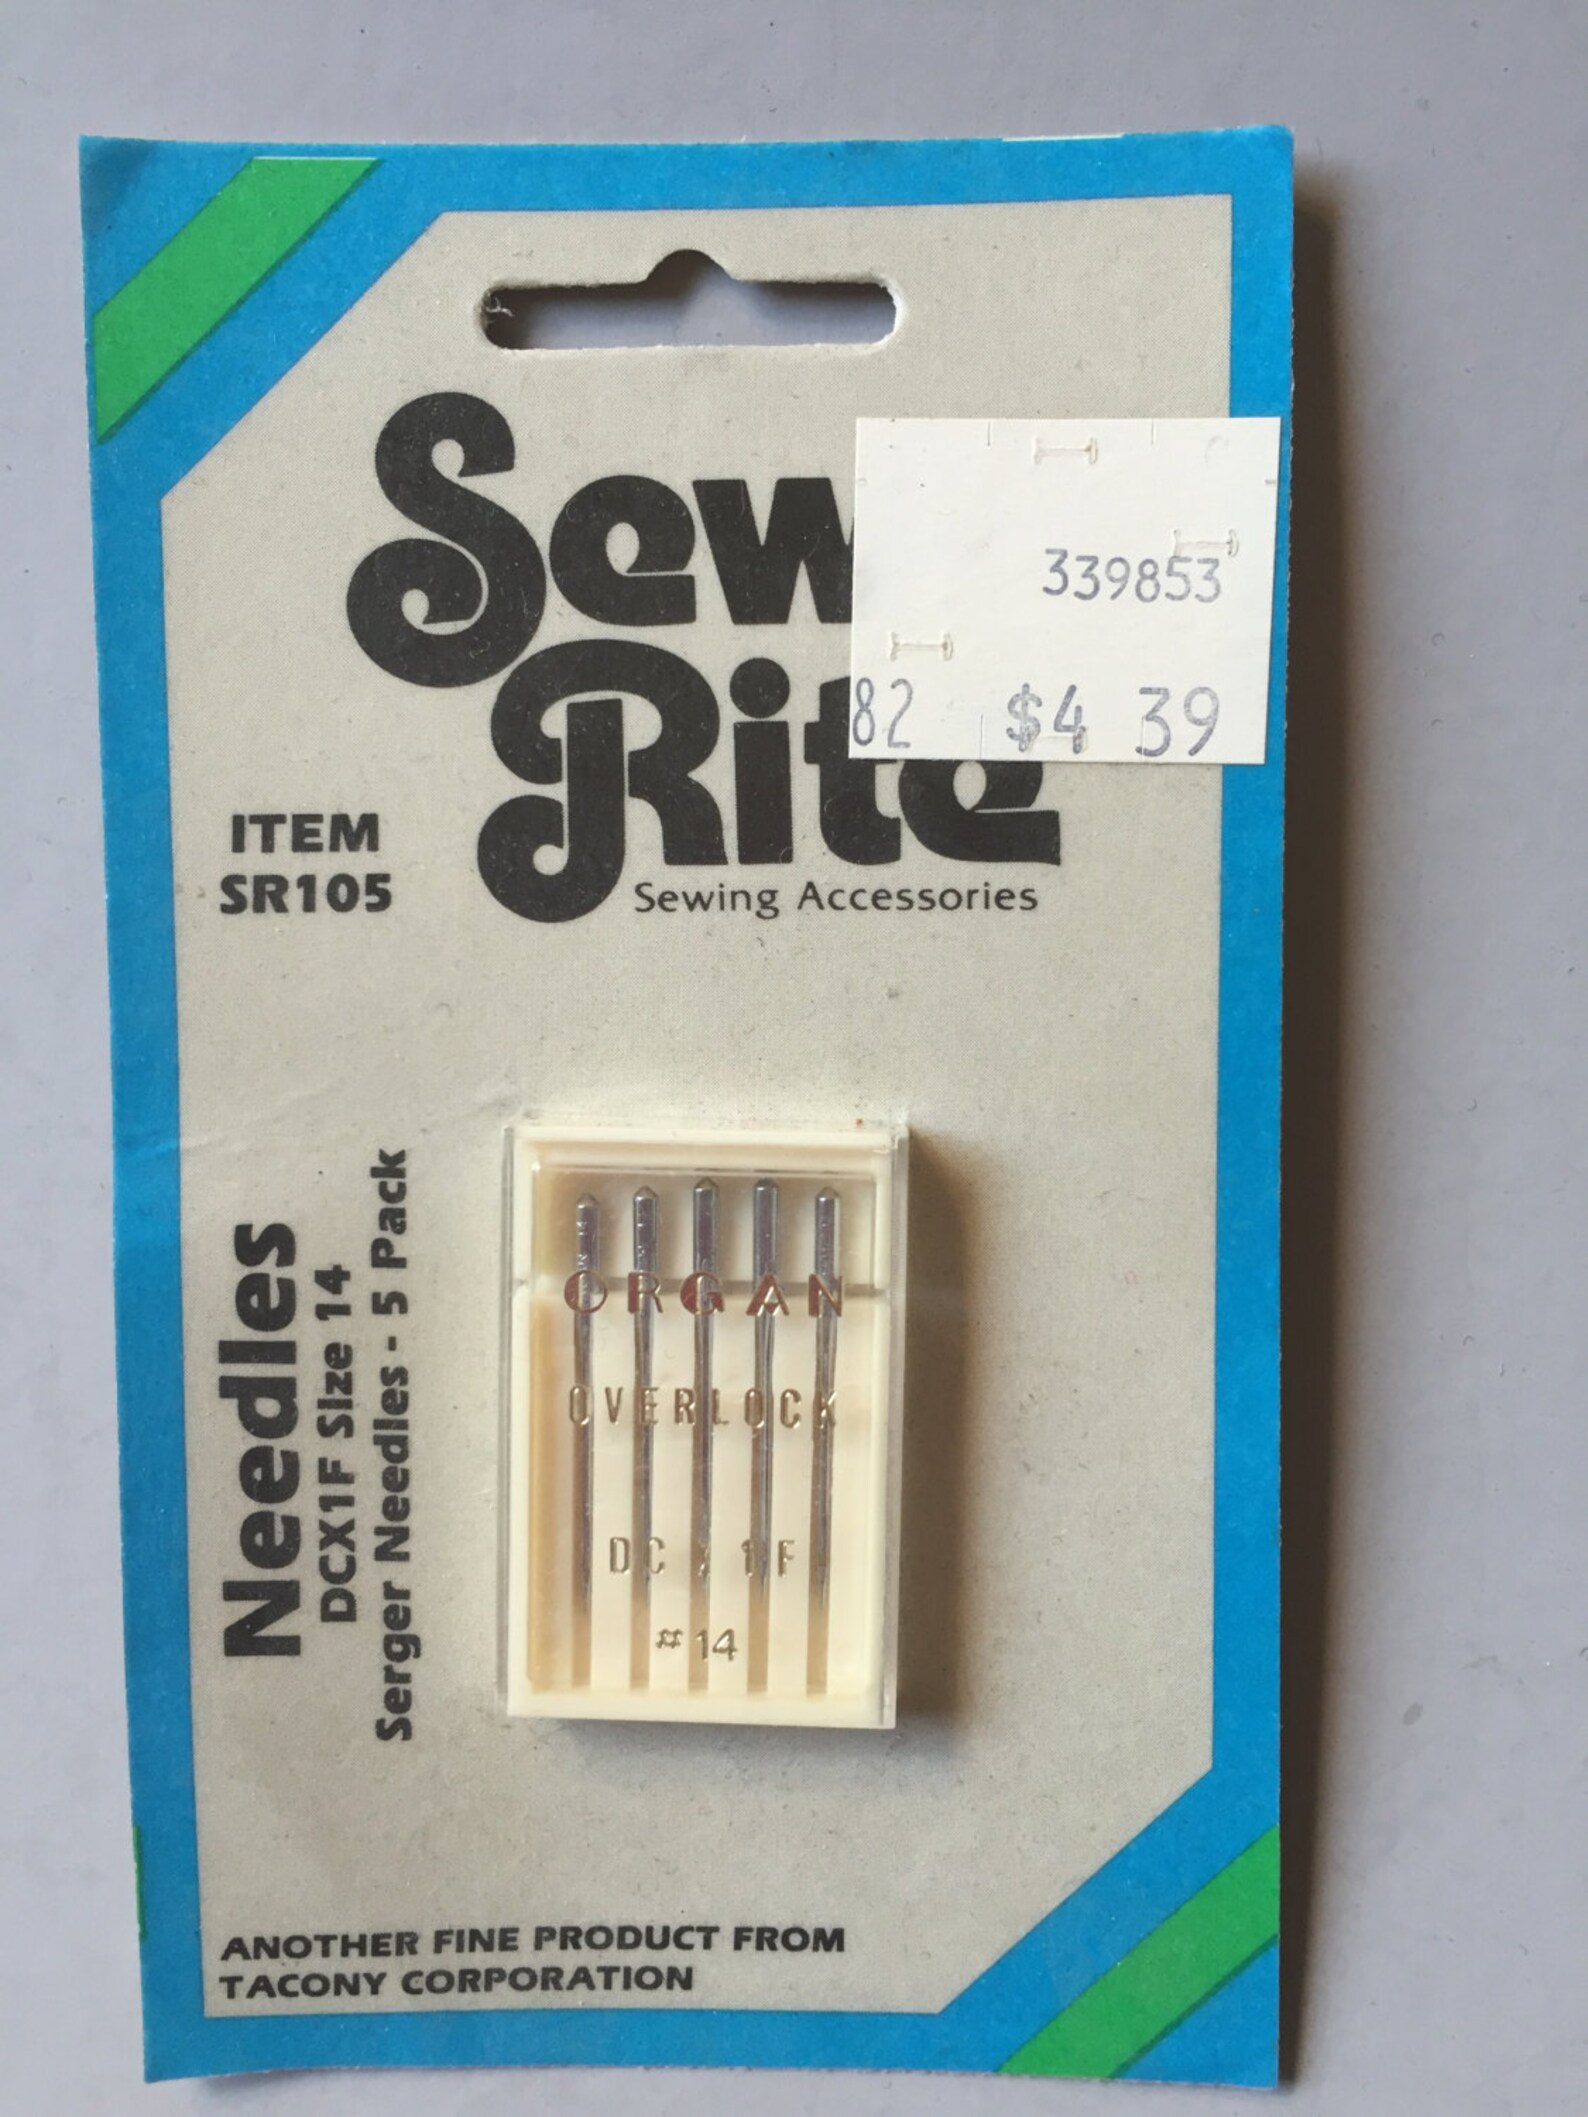 Sew
Rite
Sewing Accessories
339853
82 $4 39
ITEM
SR105
Needles
DCX1F Size 14
Serger Needles - 5 Pack
ORGAN
OVERLOCK
DC X 1 F
#14
ANOTHER FINE PRODUCT FROM
TACONY CORPORATION